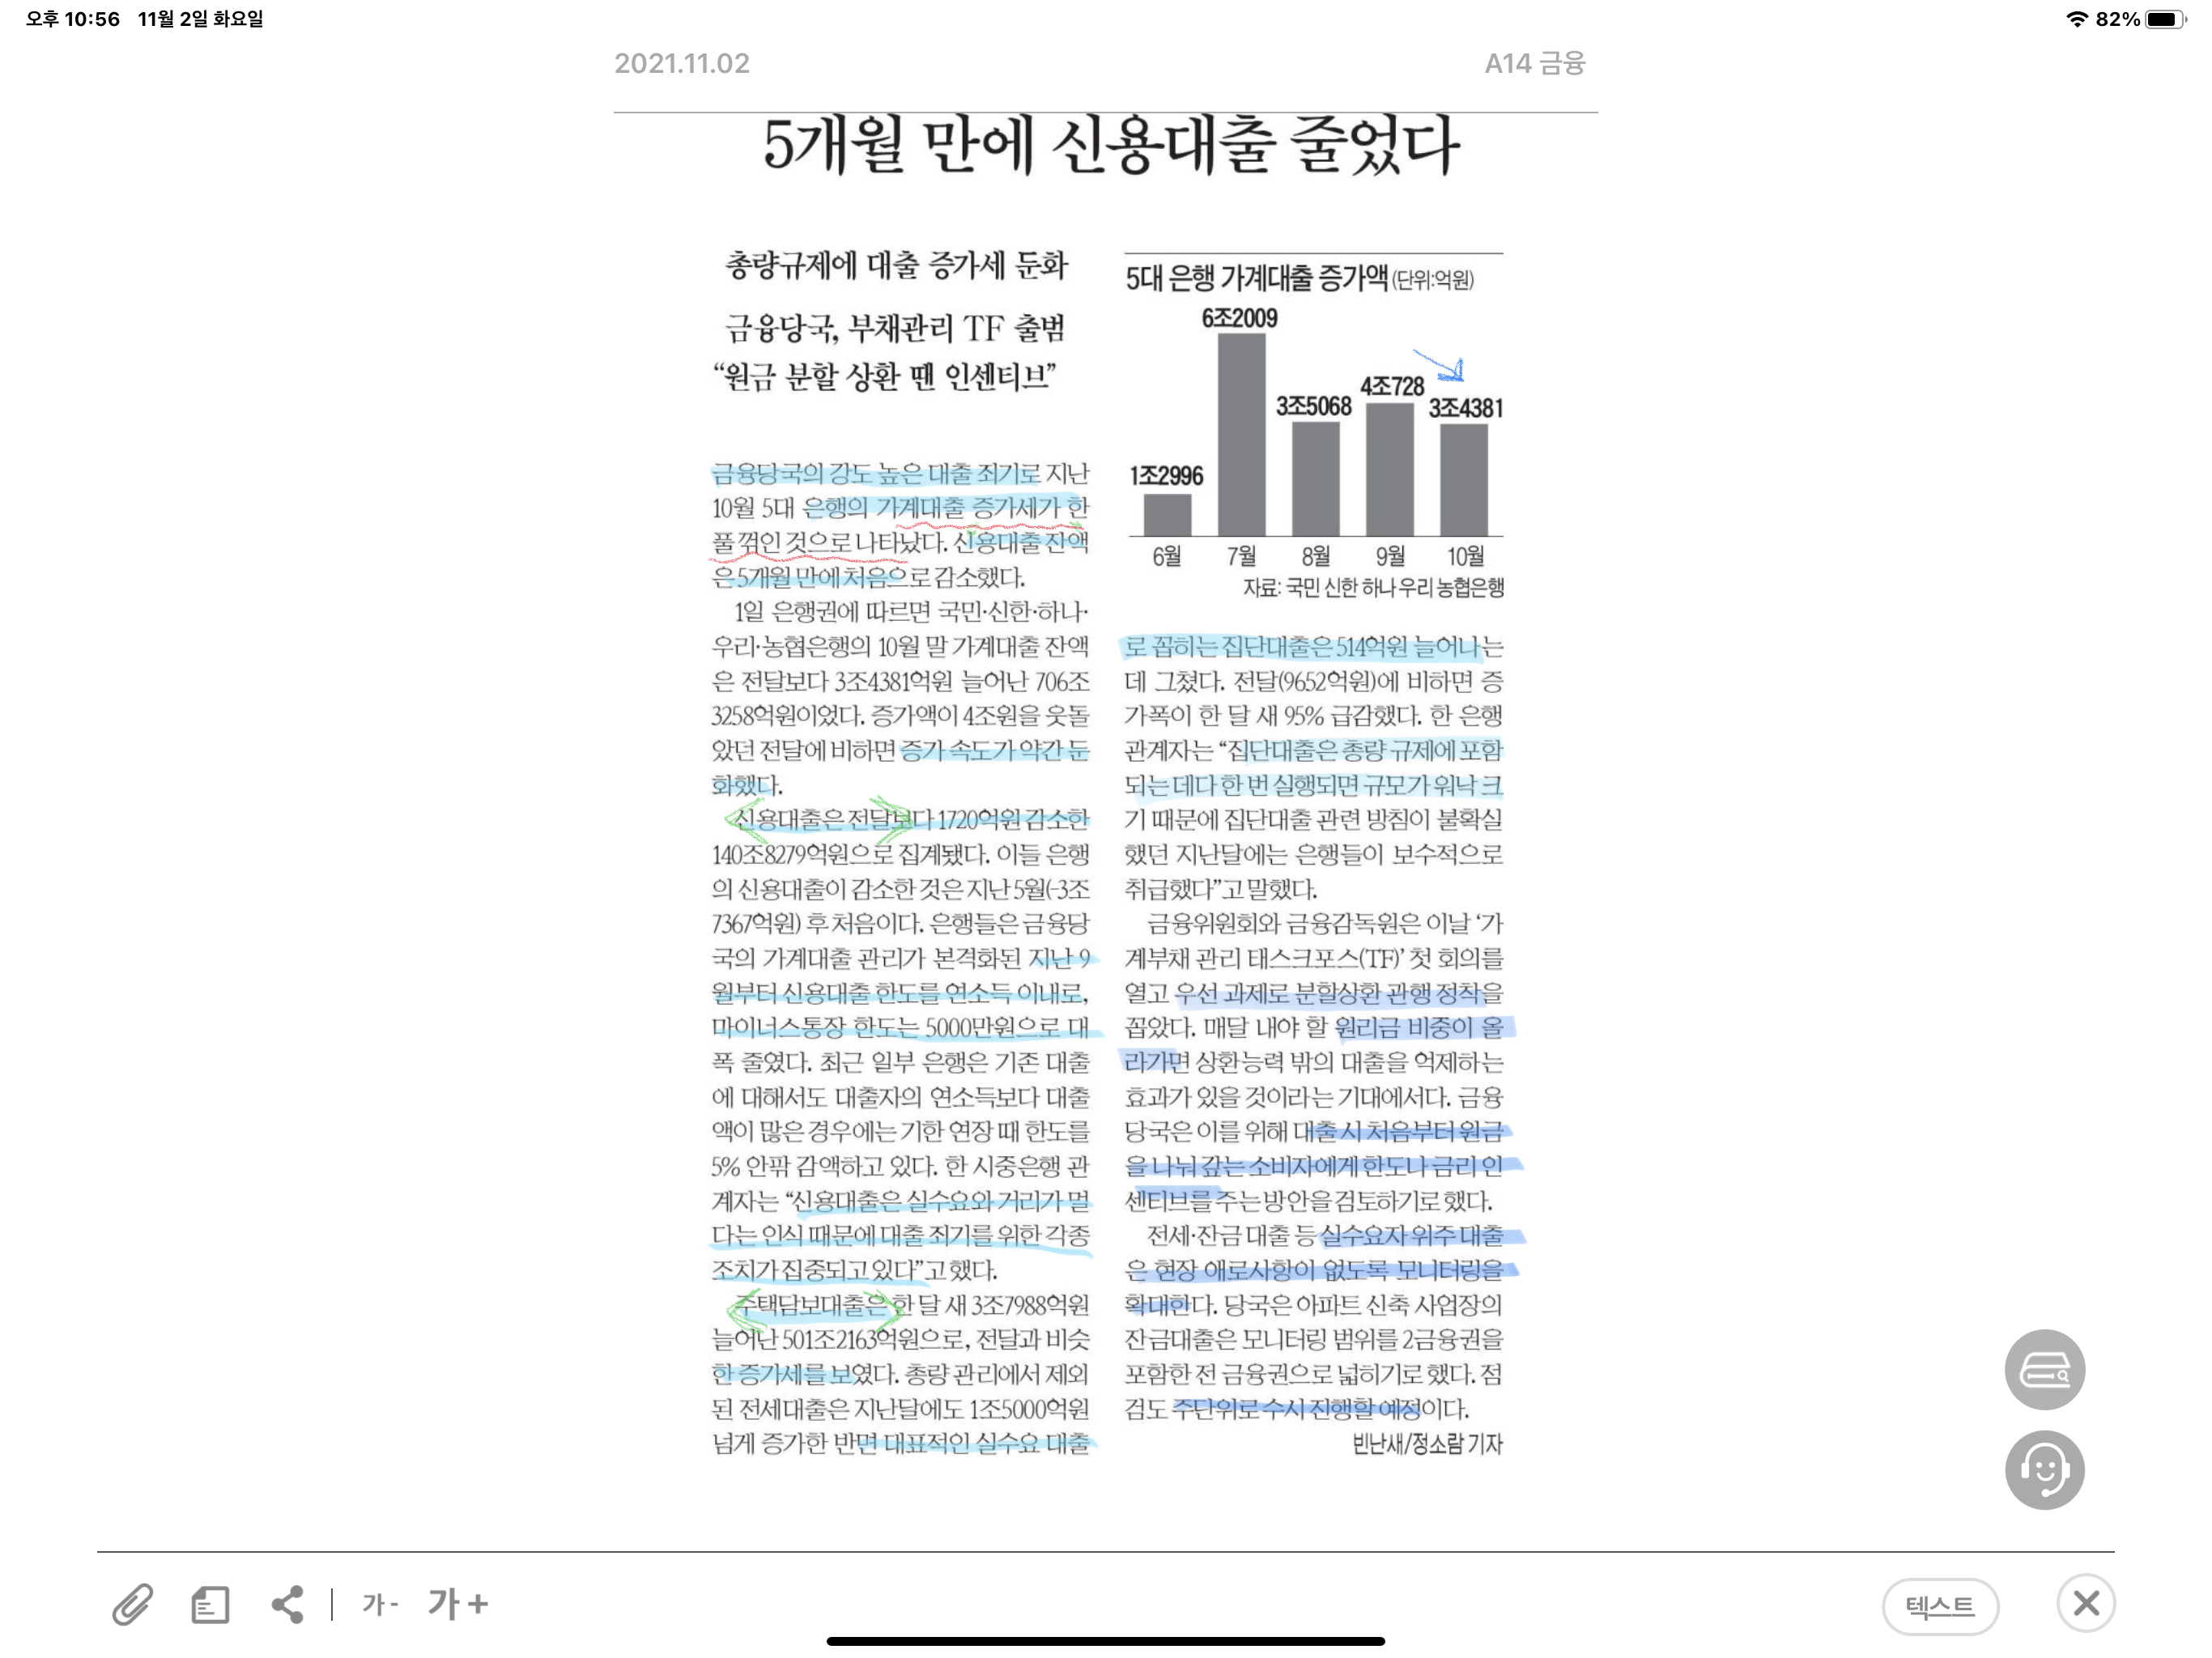 오후 10:56 11월 2일 화요일
82%
2021.11.02
A14 금융
5개월 만에 신용대출 줄었다
총량규제에 대출 증가세 둔화
금융당국, 부채관리 TF 출범
“원금 분할 상환 땐 인센티브”
금융당국의 강도 높은 대출 죄기로 지난
10월 5대 은행의 가계대출 증가세가 한
풀 꺾인 것으로 나타났다. 신용대출 잔액
은 5개월 만에 처음으로 감소했다.
1일 은행권에 따르면 국민·신한·하나·
우리·농협은행의 10월 말 가계대출 잔액
은 전달보다 3조4381억원 늘어난 706조
3258억원이었다. 증가액이 4조원을 웃돌
았던 전달에 비하면 증가 속도가 약간 둔
화했다.
신용대출은 전달보다 1720억원 감소한
140조8279억원으로 집계됐다. 이들 은행
의 신용대출이 감소한 것은 지난 5월(-3조
7367억원) 후 처음이다. 은행들은 금융당
국의 가계대출 관리가 본격화된 지난 9
월부터 신용대출 한도를 연소득 이내로,
마이너스통장 한도는 5000만원으로 대
폭 줄였다. 최근 일부 은행은 기존 대출
에 대해서도 대출자의 연소득보다 대출
액이 많은 경우에는 기한 연장 때 한도를
5% 안팎 감액하고 있다. 한 시중은행 관
계자는 “신용대출은 실수요와 거리가 멀
다는 인식 때문에 대출 죄기를 위한 각종
조치가 집중되고 있다”고 했다.
주택담보대출은 한 달 새 3조7988억원
늘어난 501조2163억원으로, 전달과 비슷
한 증가세를 보였다. 총량 관리에서 제외
된 전세대출은 지난달에도 1조5000억원
넘게 증가한 반면 대표적인 실수요 대출
5대 은행 가계대출 증가액(단위:억원)
6조2009
4조728
3조5068
3조4381
1조2996
6월 7월 8월 9월 10월
자료: 국민 신한 하나 우리 농협은행
로 꼽히는 집단대출은 514억원 늘어나는
데 그쳤다. 전달(9652억원)에 비하면 증
가폭이 한 달 새 95% 급감했다. 한 은행
관계자는 “집단대출은 총량 규제에 포함
되는 데다 한 번 실행되면 규모가 워낙 크
기 때문에 집단대출 관련 방침이 불확실
했던 지난달에는 은행들이 보수적으로
취급했다”고 말했다.
금융위원회와 금융감독원은 이날 ‘가
계부채 관리 태스크포스(TF)’ 첫 회의를
열고 우선 과제로 분할상환 관행 정착을
꼽았다. 매달 내야 할 원리금 비중이 올
라가면 상환능력 밖의 대출을 억제하는
효과가 있을 것이라는 기대에서다. 금융
당국은 이를 위해 대출 시 처음부터 원금
을 나눠 갚는 소비자에게 한도나 금리 인
센티브를 주는 방안을 검토하기로 했다.
전세·잔금 대출 등 실수요자 위주 대출
은 현장 애로사항이 없도록 모니터링을
확대한다. 당국은 아파트 신축 사업장의
잔금대출은 모니터링 범위를 2금융권을
포함한 전 금융권으로 넓히기로 했다. 점
검도 주단위로 수시 진행할 예정이다.
빈난새/정소람 기자
가- 가+
텍스트